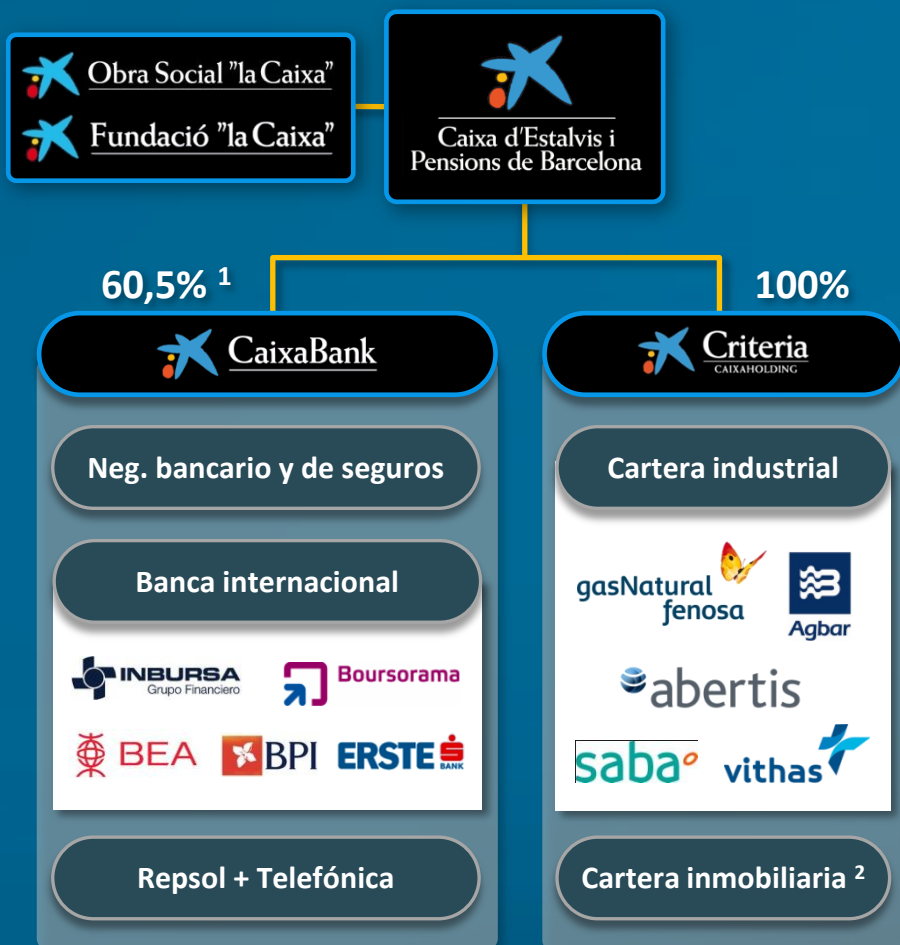 Obra Social "la Caixa"
Fundació "la Caixa"
Caixa d'Estalvis i
Pensions de Barcelona
60,5% 1
100%
CaixaBank
Criteria
CAIXAHOLDING
Neg. bancario y de seguros
Banca internacional
INBURSA
Grupo Financiero
Boursorama
BEA
BPI
ERSTE
BANK
Repsol + Telefónica
Cartera industrial
gasNatural
fenosa
Agbar
abertis
saba
vithas
Cartera inmobiliaria 2